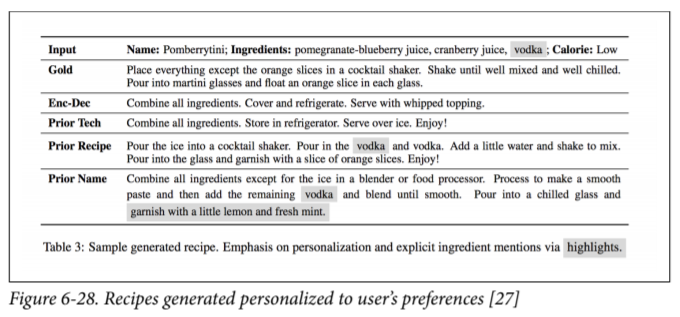 Input Name: Pomberrytini; Ingredients: pomegranate-blueberry juice, cranberry juice, vodka ; Calorie: Low
Gold Place everything except the orange slices in a cocktail shaker. Shake until well mixed and well chilled.
Pour into martini glasses and float an orange slice in each glass.
Enc-Dec Combine all ingredients. Cover and refrigerate. Serve with whipped topping.
Prior Tech Combine all ingredients. Store in refrigerator. Serve over ice. Enjoy!
Prior Recipe Pour the ice into a cocktail shaker. Pour in the vodka and vodka. Add a little water and shake to mix.
Pour into the glass and garnish with a slice of orange slices. Enjoy!
Prior Name Combine all ingredients except for the ice in a blender or food processor. Process to make a smooth
paste and then add the remaining vodka and blend until smooth. Pour into a chilled glass and
garnish with a little lemon and fresh mint.
Table 3: Sample generated recipe. Emphasis on personalization and explicit ingredient mentions via highlights.
Figure 6-28. Recipes generated personalized to user's preferences [27]